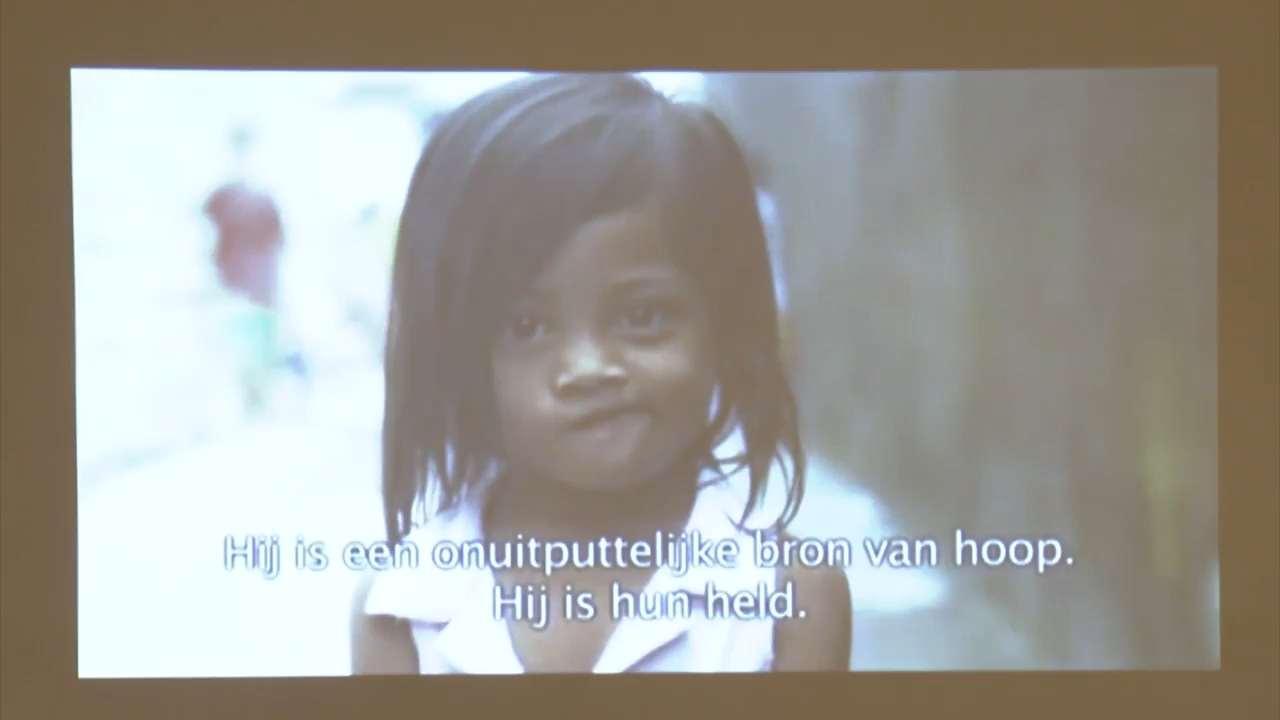 Hij is een onuitputtelijke bron van hoop.
Hij is hun held.